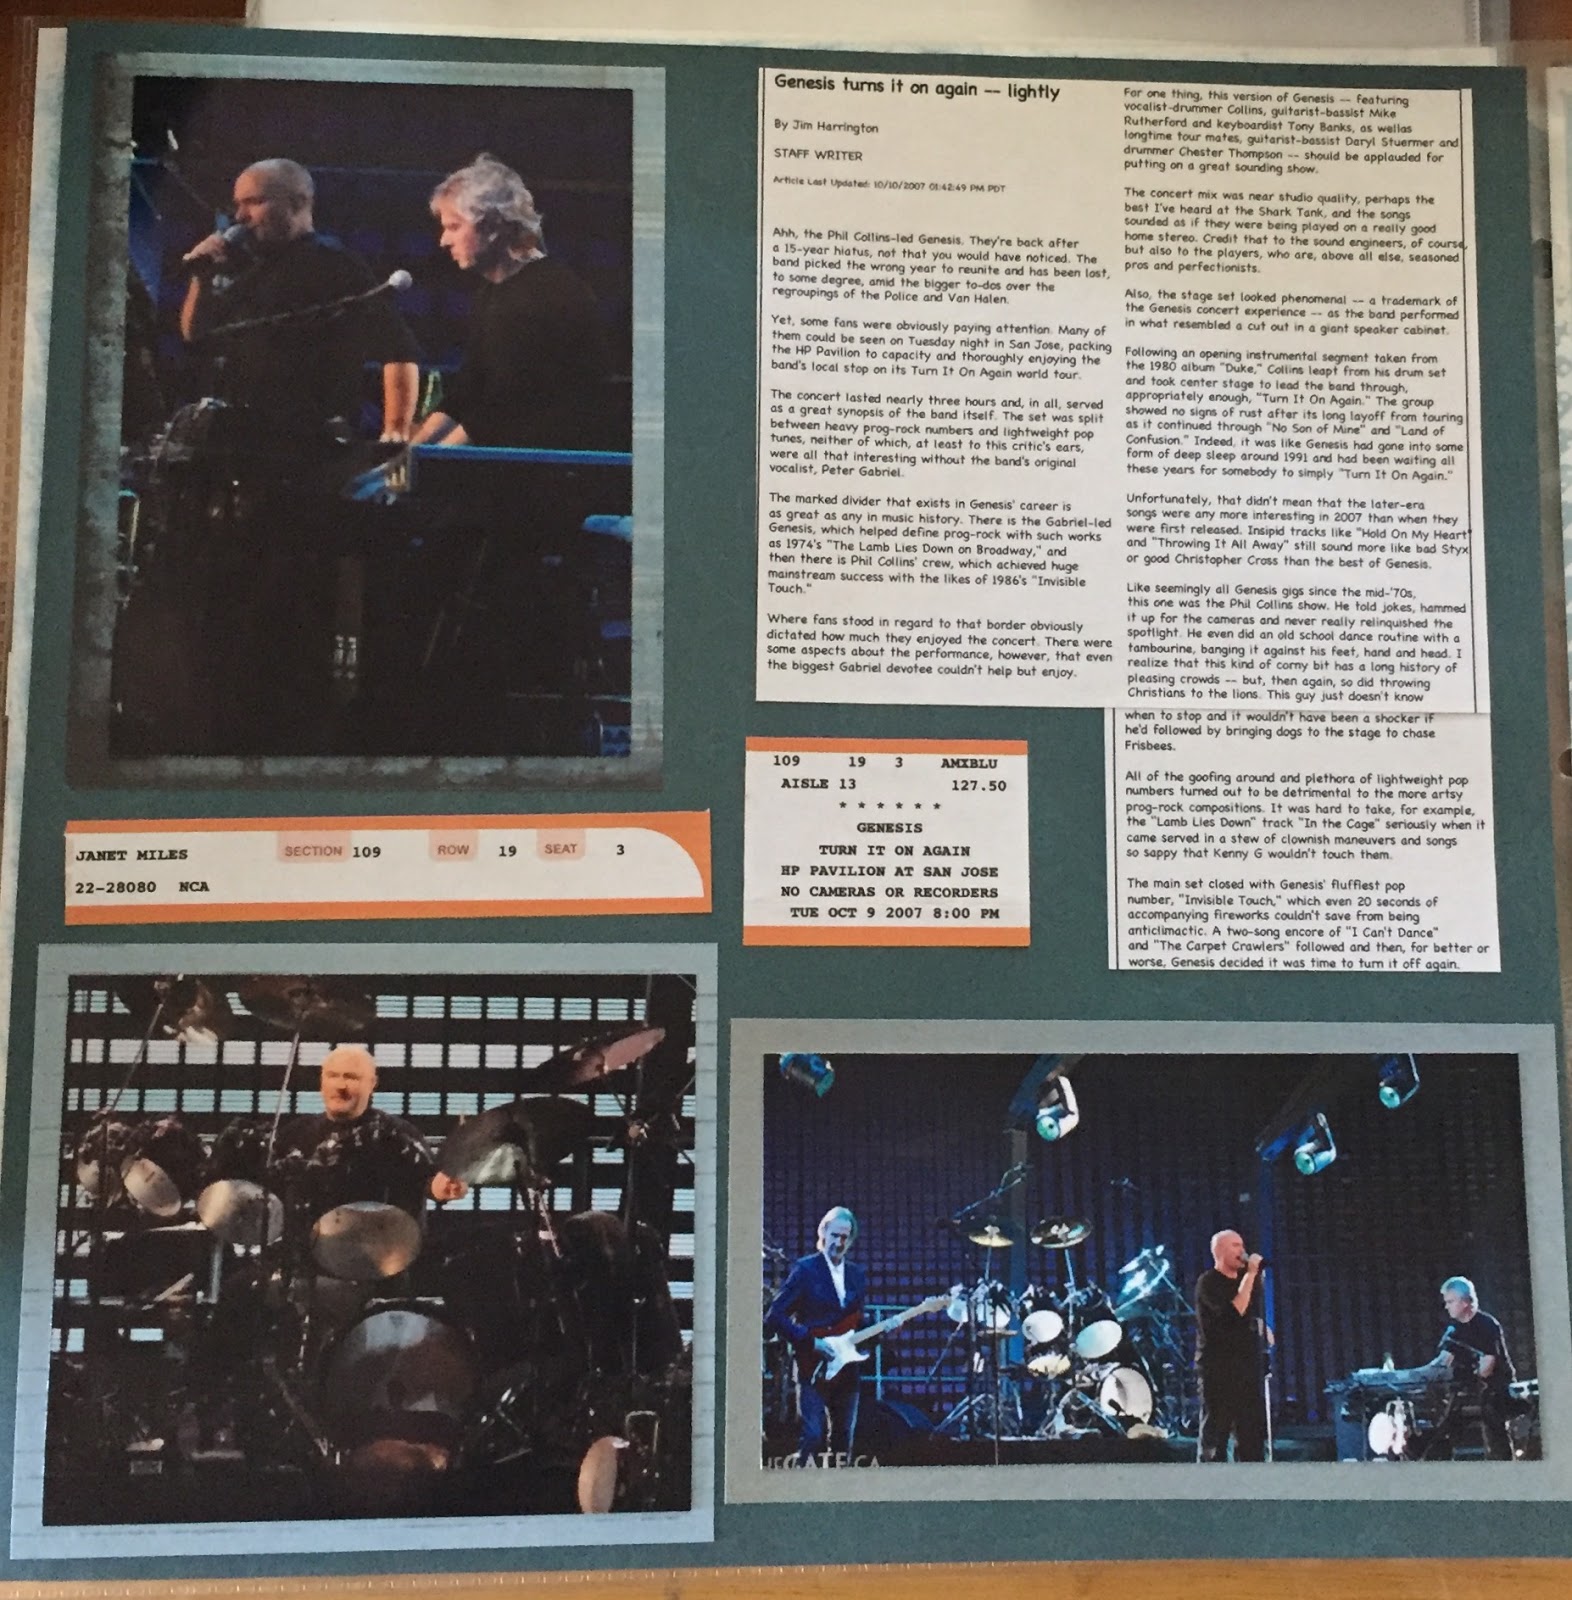 Genesis turns it on again -- lightly
By Jim Harrington
STAFF WRITER
Article Last Updated: 10/10/2007 01:42:49 PM PDT
Ahh, the Phil Collins-led Genesis. They're back after
a 15-year hiatus, not that you would have noticed. The
band picked the wrong year to reunite and has been lost,
to some degree, amid the bigger to-dos over the
regroupings of the Police and Van Halen.
Yet, some fans were obviously paying attention. Many of
them could be seen on Tuesday night in San Jose, packing
the HP Pavilion to capacity and thoroughly enjoying the
band's local stop on its Turn It On Again world tour.
The concert lasted nearly three hours and, in all, served
as a great synopsis of the band itself. The set was split
between heavy prog-rock numbers and lightweight pop
tunes, neither of which, at least to this critic's ears,
were all that interesting without the band's original
vocalist, Peter Gabriel.
The marked divider that exists in Genesis' career is
as great as any in music history. There is the Gabriel-led
Genesis, which helped define prog-rock with such works
as 1974's "The Lamb Lies Down on Broadway," and
then there is Phil Collins' crew, which achieved huge
mainstream success with the likes of 1986's "Invisible
Touch."
Where fans stood in regard to that border obviously
dictated how much they enjoyed the concert. There were
some aspects about the performance, however, that even
the biggest Gabriel devotee couldn't help but enjoy.
For one thing, this version of Genesis -- featuring
vocalist-drummer Collins, guitarist-bassist Mike
Rutherford and keyboardist Tony Banks, as wellas
longtime tour mates, guitarist-bassist Daryl Stuermer and
drummer Chester Thompson -- should be applauded for
putting on a great sounding show.
The concert mix was near studio quality, perhaps the
best I've heard at the Shark Tank, and the songs
sounded as if they were being played on a really good
home stereo. Credit that to the sound engineers, of course,
but also to the players, who are, above all else, seasoned
pros and perfectionists.
Also, the stage set looked phenomenal -- a trademark of
the Genesis concert experience -- as the band performed
in what resembled a cut out in a giant speaker cabinet.
Following an opening instrumental segment taken from
the 1980 album "Duke," Collins leapt from his drum set
and took center stage to lead the band through,
appropriately enough, "Turn It On Again." The group
showed no signs of rust after its long layoff from touring
as it continued through "No Son of Mine" and "Land of
Confusion." Indeed, it was like Genesis had gone into some
form of deep sleep around 1991 and had been waiting all
these years for somebody to simply "Turn It On Again."
Unfortunately, that didn't mean that the later-era
songs were any more interesting in 2007 than when they
were first released. Insipid tracks like "Hold On My Heart"
and "Throwing It All Away" still sound more like bad Styx
or good Christopher Cross than the best of Genesis.
Like seemingly all Genesis gigs since the mid-'70s,
this one was the Phil Collins show. He told jokes, hammed
it up for the cameras and never really relinquished the
spotlight. He even did an old school dance routine with a
tambourine, banging it against his feet, hand and head. I
realize that this kind of corny bit has a long history of
pleasing crowds -- but, then again, so did throwing
Christians to the lions. This guy just doesn't know
when to stop and it wouldn't have been a shocker if
he'd followed by bringing dogs to the stage to chase
Frisbees.
All of the goofing around and plethora of lightweight pop
numbers turned out to be detrimental to the more artsy
prog-rock compositions. It was hard to take, for example,
the "Lamb Lies Down" track "In the Cage" seriously when it
came served in a stew of clownish maneuvers and songs
so sappy that Kenny G wouldn't touch them.
The main set closed with Genesis' fluffiest pop
number, "Invisible Touch," which even 20 seconds of
accompanying fireworks couldn't save from being
anticlimactic. A two-song encore of "I Can't Dance"
and "The Carpet Crawlers" followed and then, for better or
worse, Genesis decided it was time to turn it off again.
JANET MILES SECTION 109 ROW 19 SEAT 3
22-28080 NCA
109 19 3 AMXBLU
AISLE 13 127.50
* * * * * *
GENESIS
TURN IT ON AGAIN
HP PAVILION AT SAN JOSE
NO CAMERAS OR RECORDERS
TUE OCT 9 2007 8:00 PM